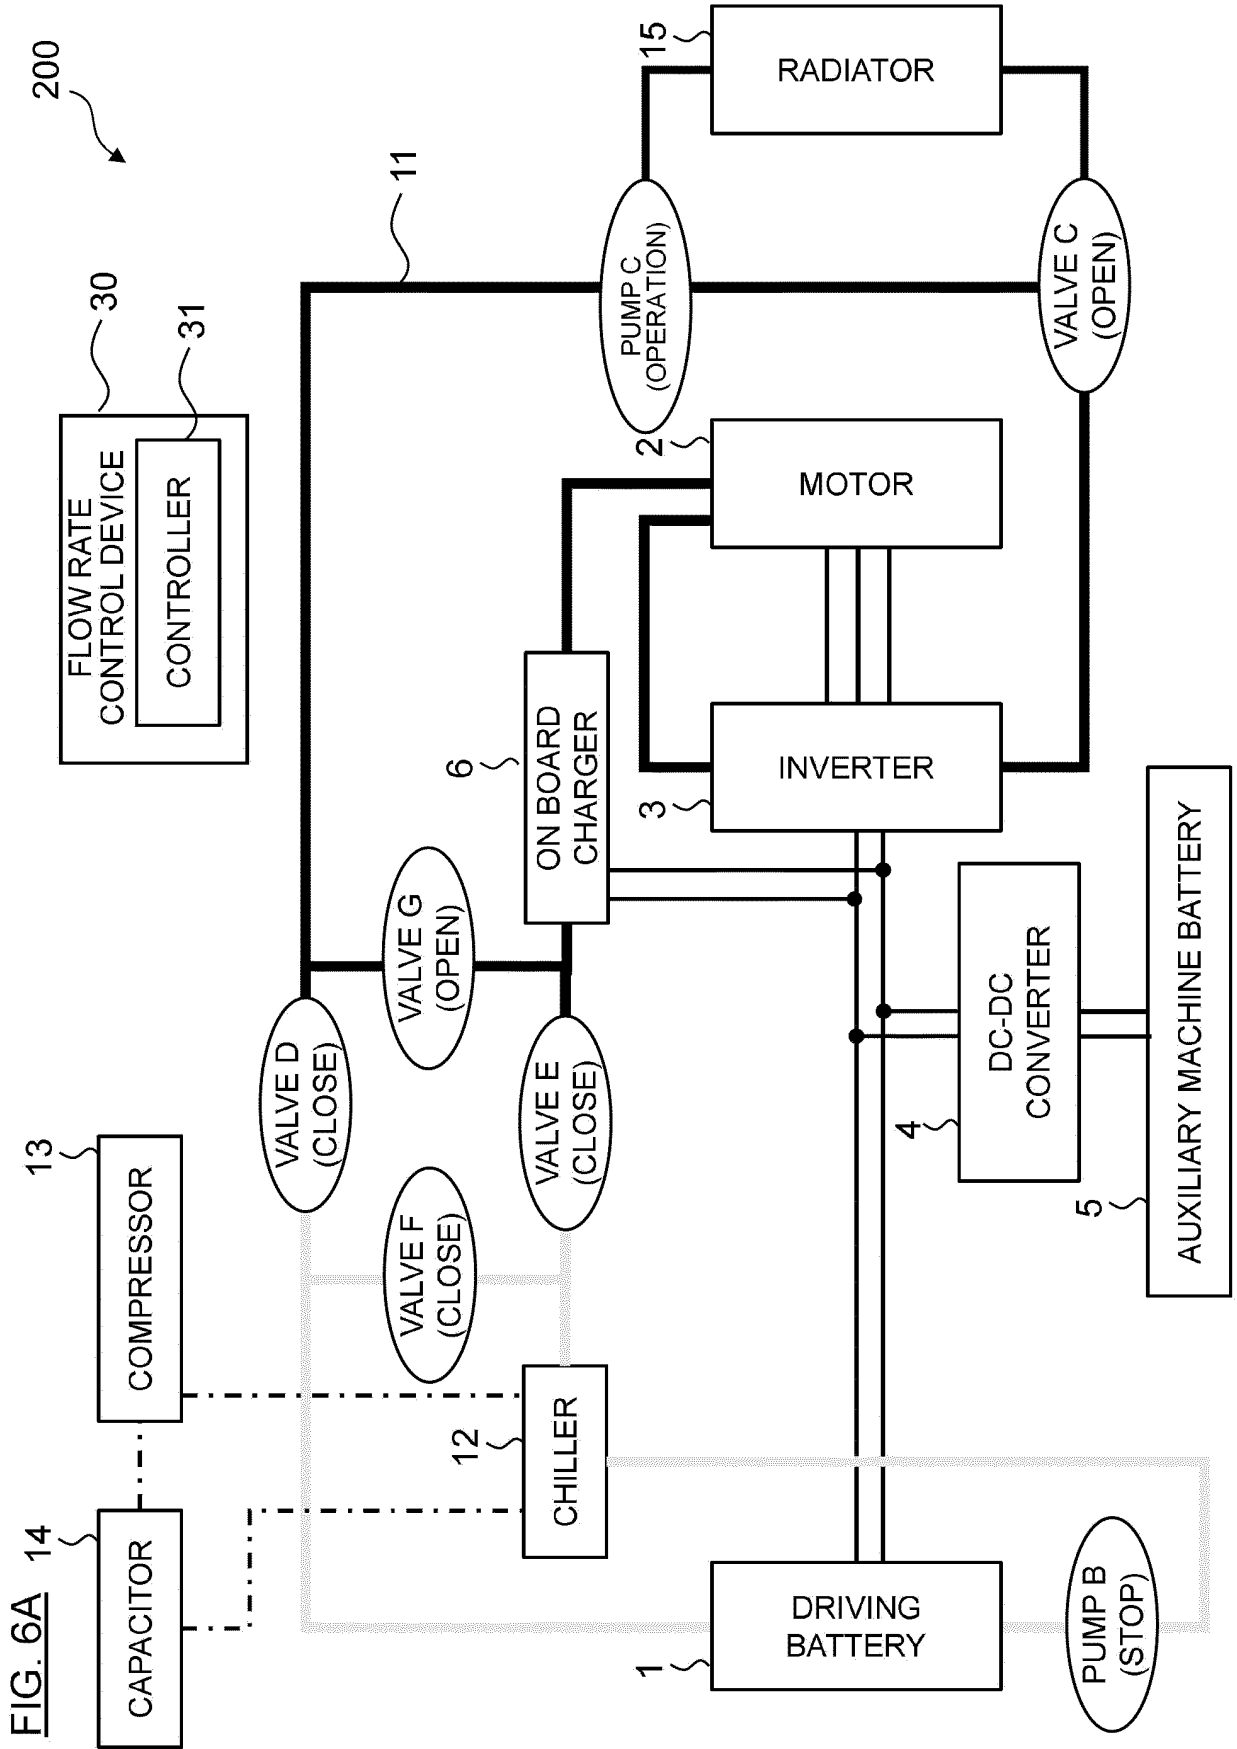 FIG. 6A
200
14
CAPACITOR
13
COMPRESSOR
30
FLOW RATE
CONTROL DEVICE
31
CONTROLLER
11
VALVE D
(CLOSE)
VALVE F
(CLOSE)
VALVE G
(OPEN)
12
CHILLER
VALVE E
(CLOSE)
6
ON BOARD
CHARGER
PUMP C
(OPERATION)
15
RADIATOR
1
DRIVING
BATTERY
3
INVERTER
2
MOTOR
4
DC-DC
CONVERTER
VALVE C
(OPEN)
PUMP B
(STOP)
5
AUXILIARY MACHINE BATTERY